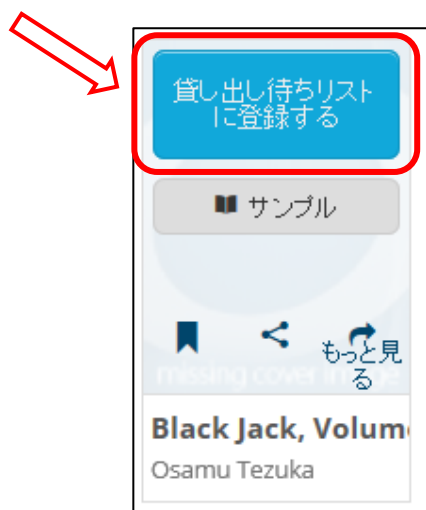 貸し出し待ちリスト
に登録する
サンプル
もっと見
る
missing cover image
Black Jack, Volum
Osamu Tezuka